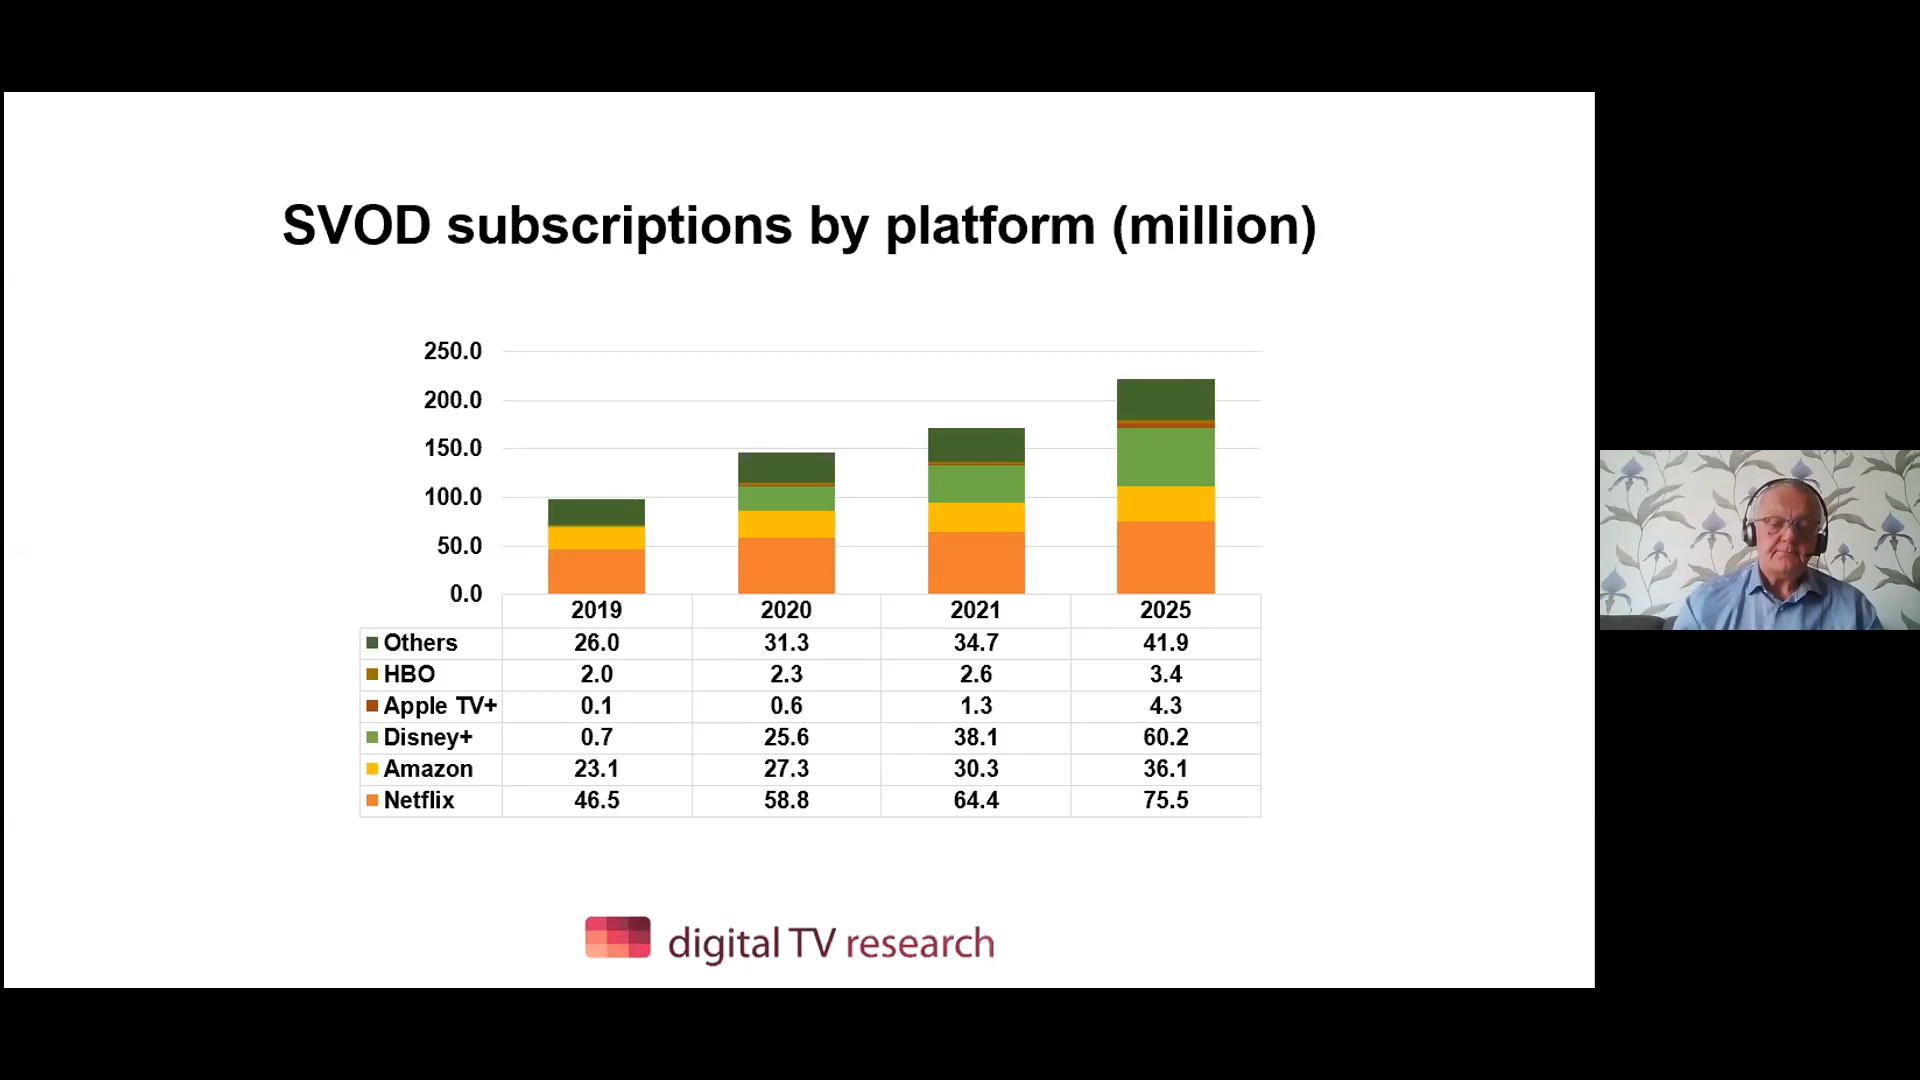 SVOD subscriptions by platform (million)
250.0
200.0
150.0
100.0
50.0
0.0
2019 2020 2021 2025
Others 26.0 31.3 34.7 41.9
HBO 2.0 2.3 2.6 3.4
Apple TV+ 0.1 0.6 1.3 4.3
Disney+ 0.7 25.6 38.1 60.2
Amazon 23.1 27.3 30.3 36.1
Netflix 46.5 58.8 64.4 75.5
digital TV research